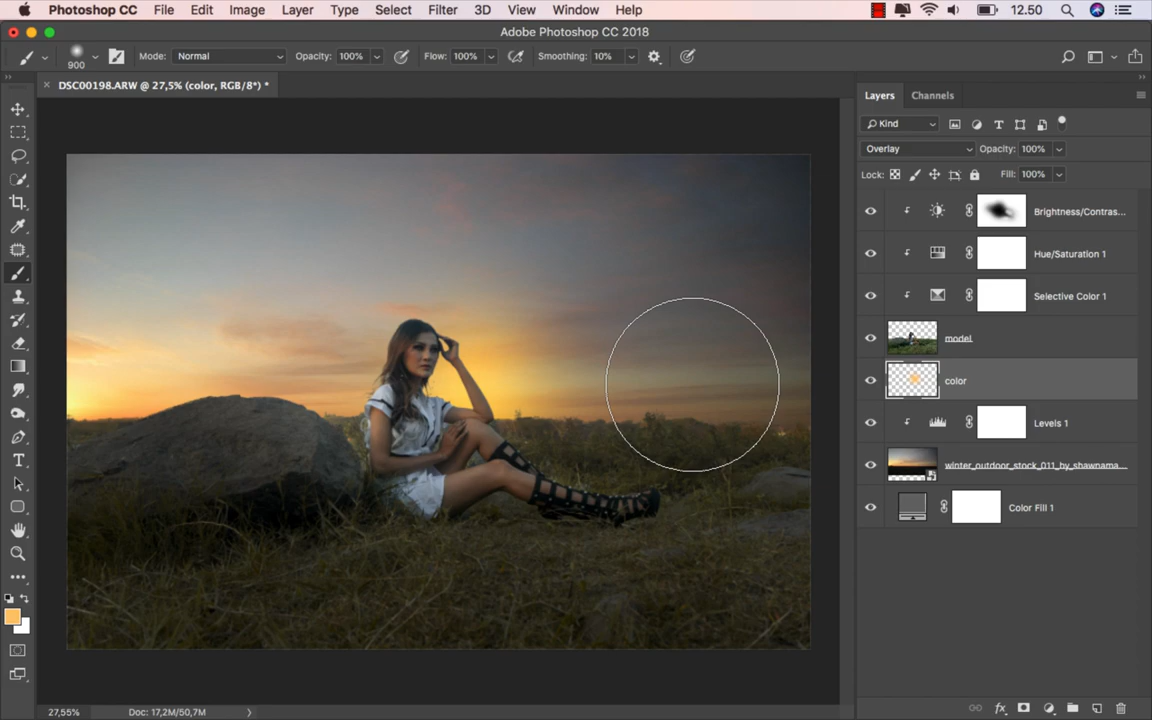 Photoshop CC File Edit Image Layer Type Select Filter 3D View Window Help 12.50
Adobe Photoshop CC 2018
900 Mode: Normal Opacity: 100% Flow: 100% Smoothing: 10%
DSC00198.ARW @ 27,5% (color, RGB/8*) *
Layers Channels
Kind
Overlay Opacity: 100%
Lock: Fill: 100%
Brightness/Contras...
Hue/Saturation 1
Selective Color 1
model
color
Levels 1
winter_outdoor_stock_011_by_shawnama...
Color Fill 1
27,55% Doc: 17,2M/50,7M